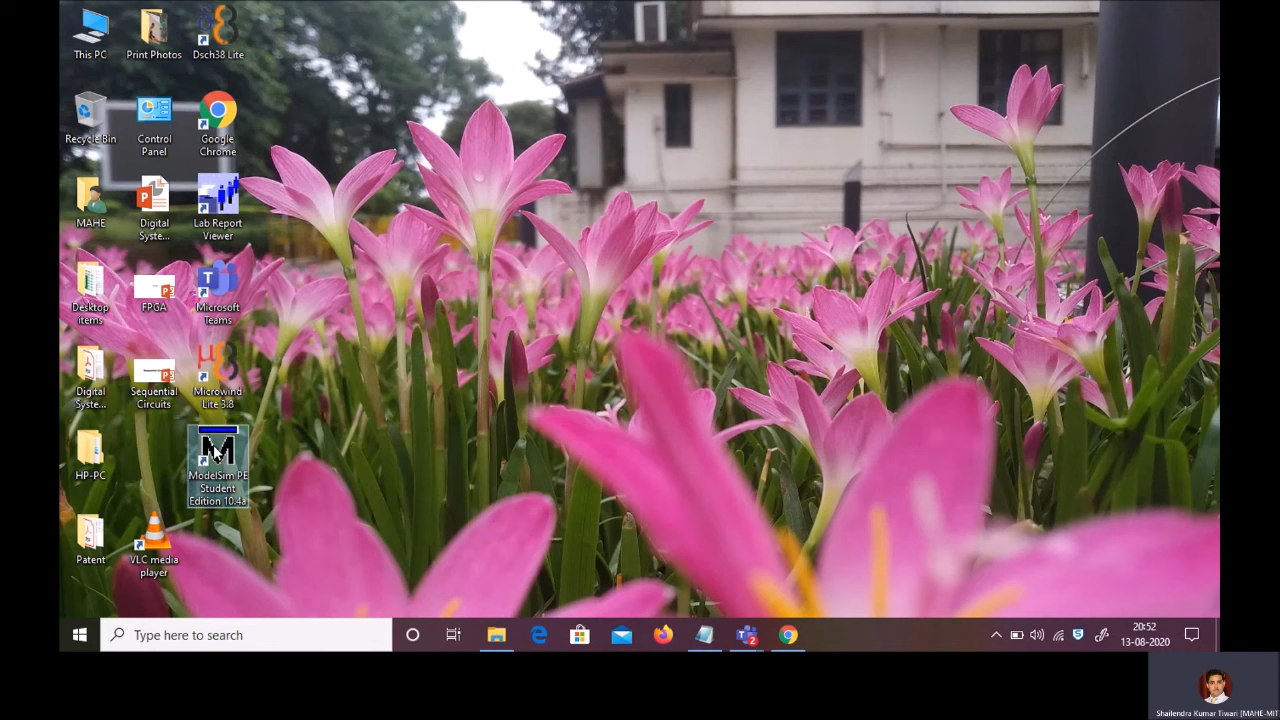 This PC
Print Photos
Dsch38 Lite
Recycle Bin
Control
Panel
Google
Chrome
MAHE
Digital
Syste...
Lab Report
Viewer
Desktop
items
FPGA
Microsoft
Teams
Digital
Syste...
Sequential
Circuits
Microwind
Lite 3.8
HP-PC
ModelSim PE
Student
Edition 10.4a
Patent
VLC media
player
Type here to search
2
20:52
13-08-2020
Shailendra Kumar Tiwari [MAHE-MIT